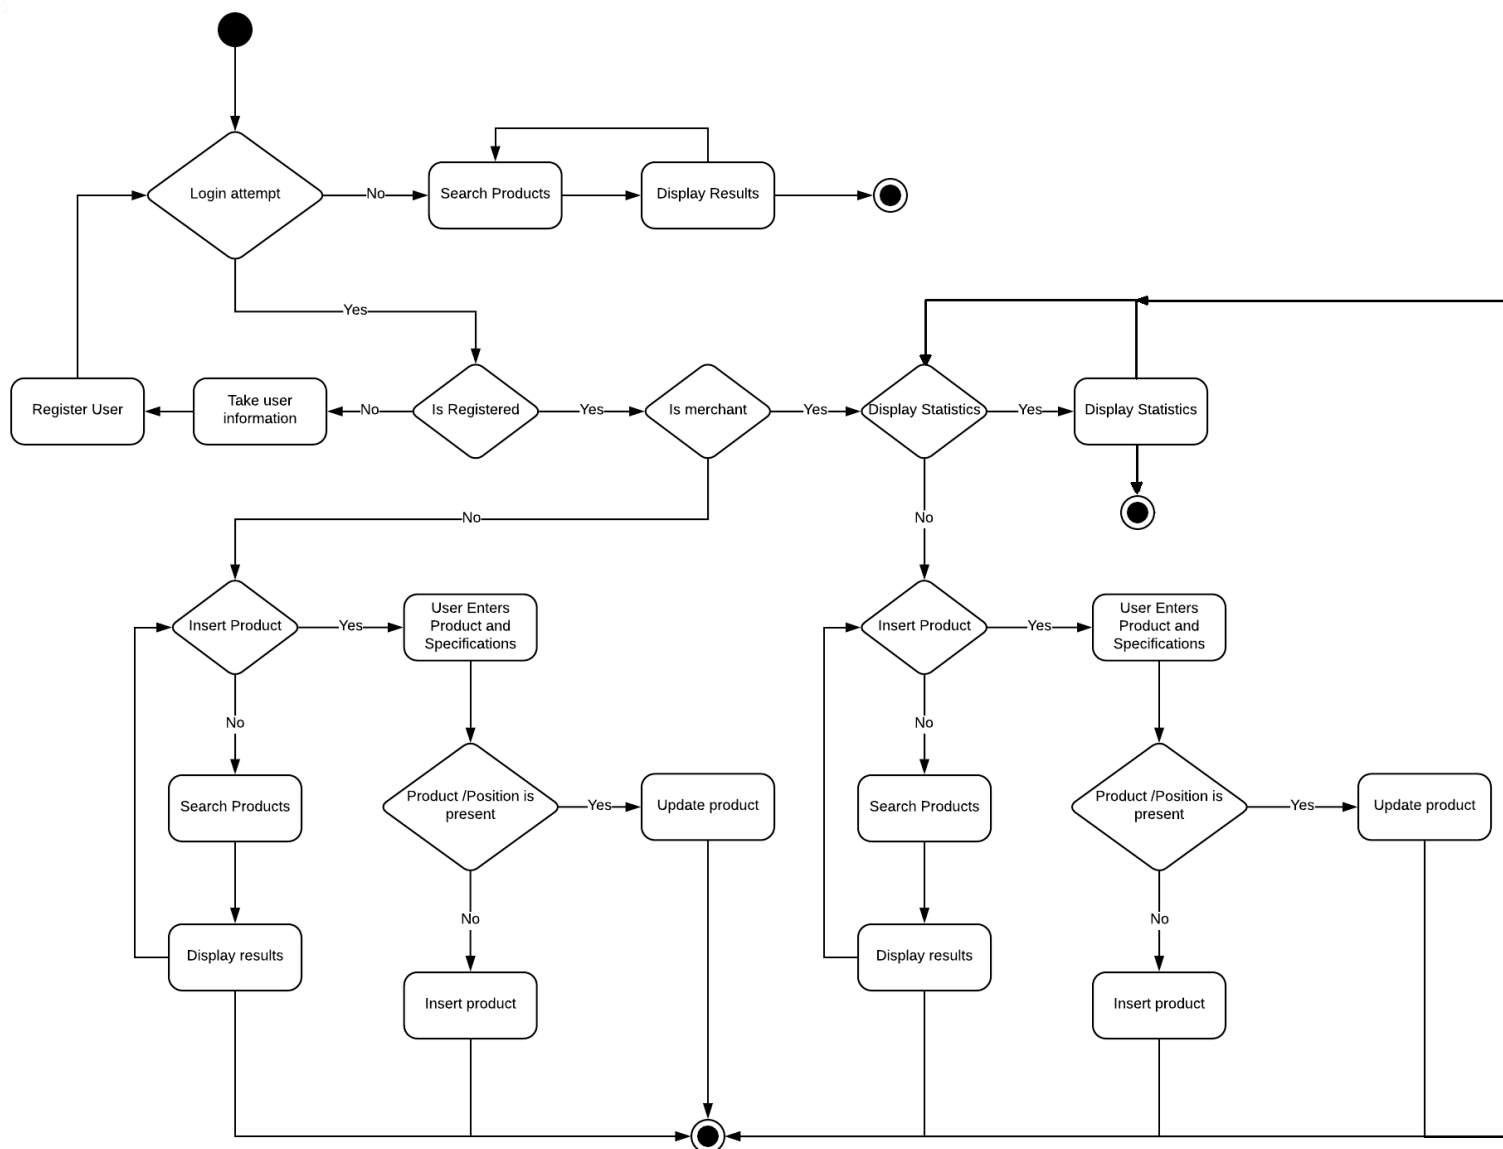 Login attempt
No
Search Products
Display Results
Yes
Register User
Take user
information
No
Is Registered
Yes
Is merchant
Yes
Display Statistics
Yes
Display Statistics
No
No
Insert Product
Yes
User Enters
Product and
Specifications
Insert Product
Yes
User Enters
Product and
Specifications
No
No
Search Products
Product /Position is
present
Yes
Update product
Search Products
Product /Position is
present
Yes
Update product
No
No
Display results
Insert product
Display results
Insert product